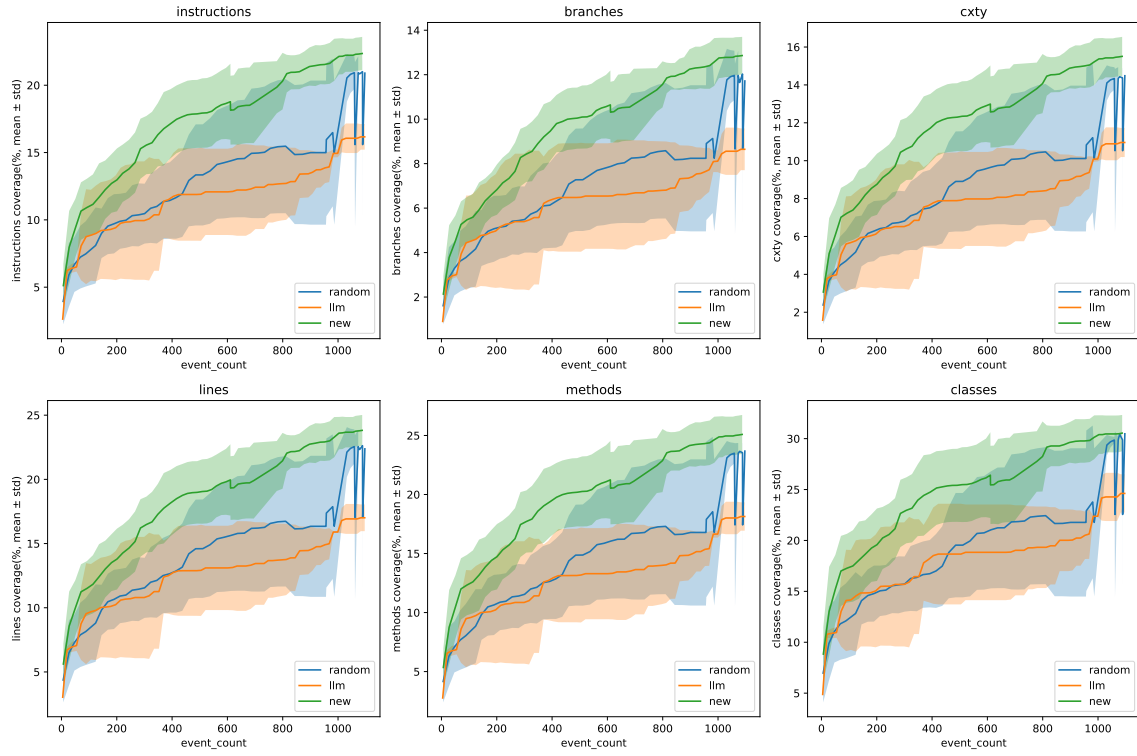 instructions
instructions coverage(%, mean ± std)
20
15
10
5
0 200 400 600 800 1000
event_count
random
llm
new
branches
branches coverage(%, mean ± std)
14
12
10
8
6
4
2
0 200 400 600 800 1000
event_count
random
llm
new
cxty
cxty coverage(%, mean ± std)
16
14
12
10
8
6
4
2
0 200 400 600 800 1000
event_count
random
llm
new
lines
lines coverage(%, mean ± std)
25
20
15
10
5
0 200 400 600 800 1000
event_count
random
llm
new
methods
methods coverage(%, mean ± std)
25
20
15
10
5
0 200 400 600 800 1000
event_count
random
llm
new
classes
classes coverage(%, mean ± std)
30
25
20
15
10
5
0 200 400 600 800 1000
event_count
random
llm
new